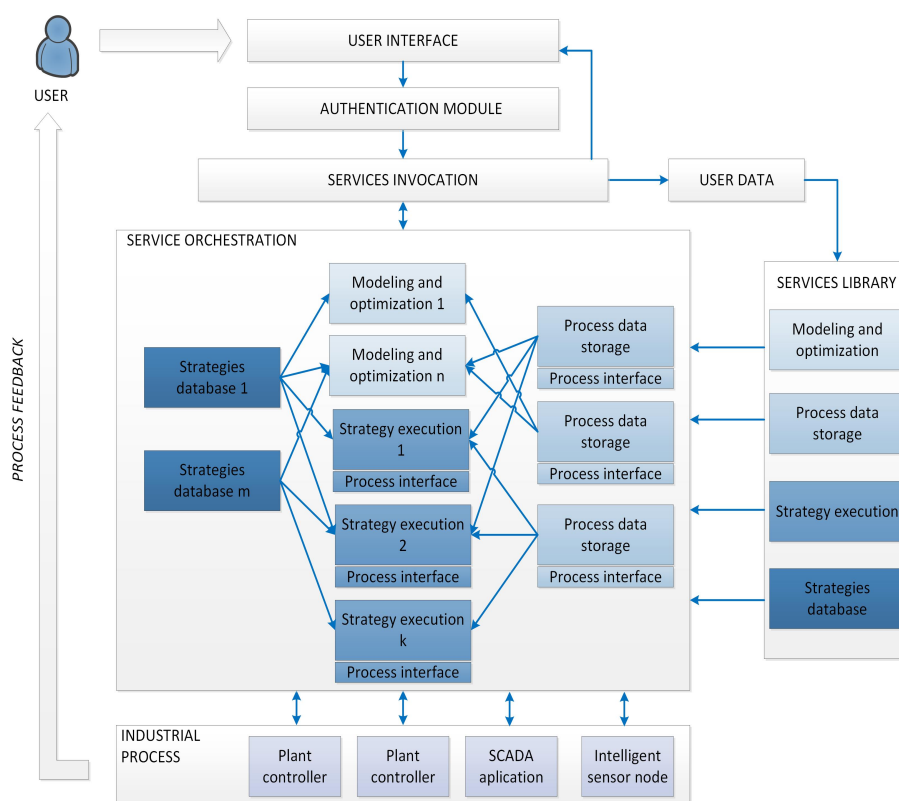 USER INTERFACE
USER
AUTHENTICATION MODULE
SERVICES INVOCATION
USER DATA
SERVICE ORCHESTRATION
Modeling and
optimization 1
Modeling and
optimization n
Strategies
database 1
Strategies
database m
Strategy execution
1
Process interface
Strategy execution
2
Process interface
Strategy execution
k
Process interface
Process data
storage
Process interface
Process data
storage
Process interface
Process data
storage
Process interface
SERVICES LIBRARY
Modeling and
optimization
Process data
storage
Strategy execution
Strategies
database
PROCESS FEEDBACK
INDUSTRIAL
PROCESS
Plant
controller
Plant
controller
SCADA
aplication
Intelligent
sensor node